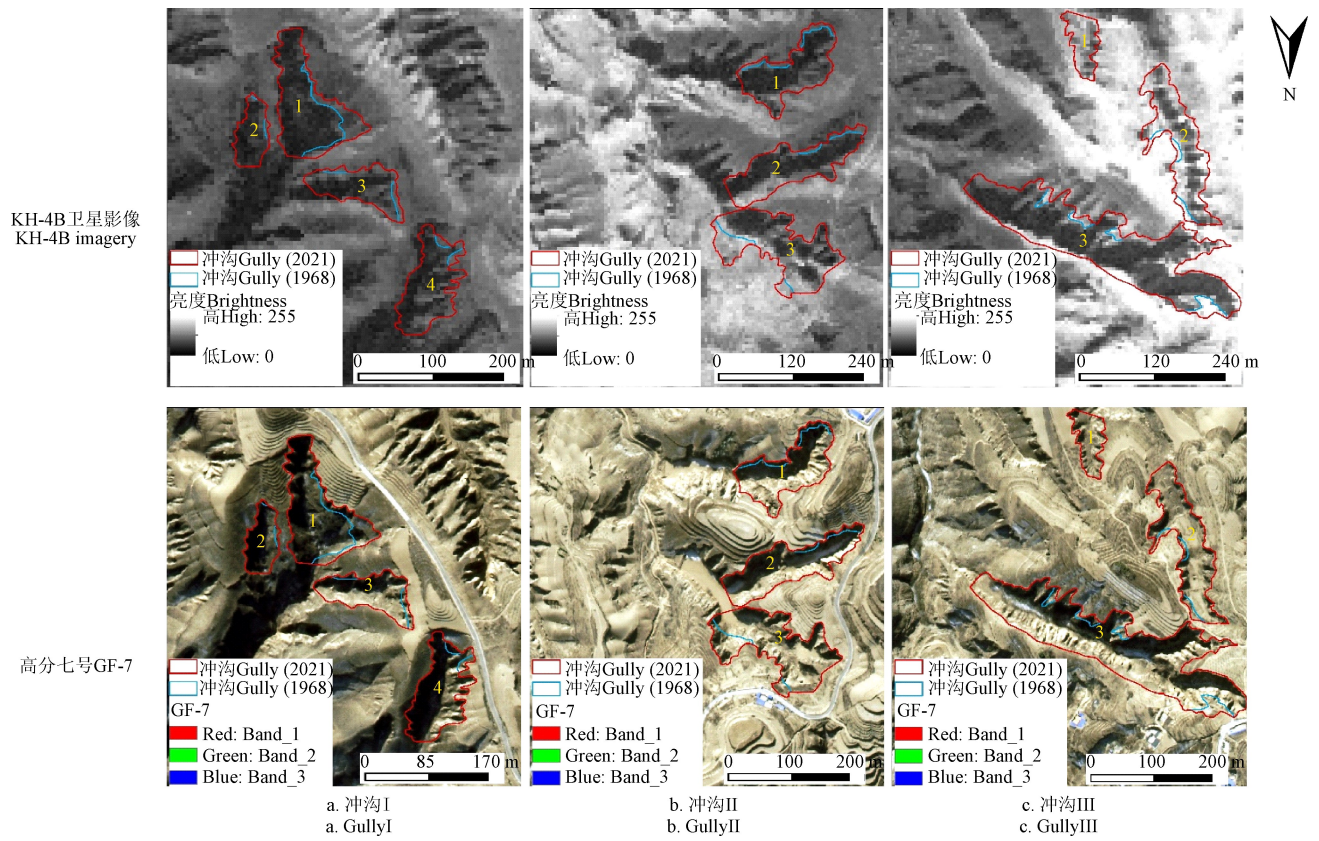 N
KH-4B卫星影像
KH-4B imagery
1
2
3
4
冲沟Gully (2021)
冲沟Gully (1968)
亮度Brightness
高High: 255
低Low: 0
0 100 200 m
1
2
3
冲沟Gully (2021)
冲沟Gully (1968)
亮度Brightness
高High: 255
低Low: 0
0 120 240 m
1
2
3
冲沟Gully (2021)
冲沟Gully (1968)
亮度Brightness
高High: 255
低Low: 0
0 120 240 m
高分七号GF-7
1
2
3
4
冲沟Gully (2021)
冲沟Gully (1968)
GF-7
Red: Band_1
Green: Band_2
Blue: Band_3
0 85 170 m
1
2
3
冲沟Gully (2021)
冲沟Gully (1968)
GF-7
Red: Band_1
Green: Band_2
Blue: Band_3
0 100 200 m
1
2
3
冲沟Gully (2021)
冲沟Gully (1968)
GF-7
Red: Band_1
Green: Band_2
Blue: Band_3
0 100 200 m
a. 冲沟I
a. GullyI
b. 冲沟II
b. GullyII
c. 冲沟III
c. GullyIII